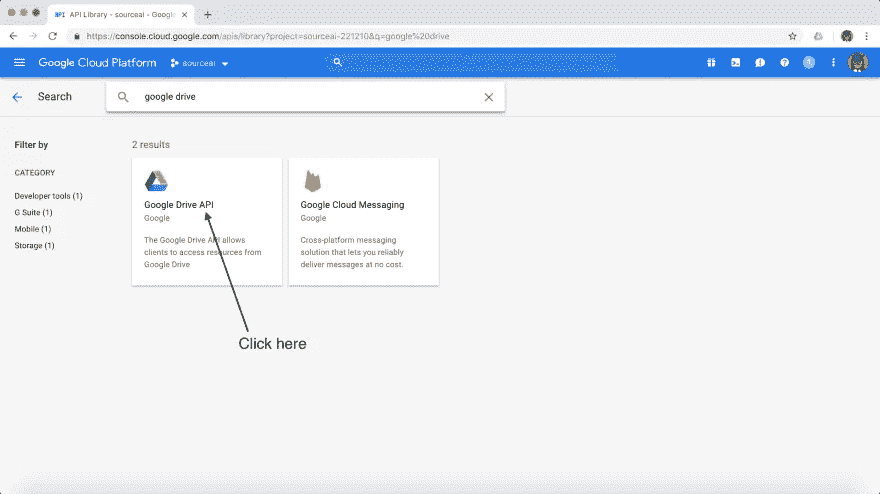 API API Library - sourceai - Google
https://console.cloud.google.com/apis/library?project=sourceai-221210&q=google%20drive
Google Cloud Platform
sourceai
1
Search
google drive
Filter by
2 results
CATEGORY
Developer tools (1)
G Suite (1)
Mobile (1)
Storage (1)
Google Drive API
Google
The Google Drive API allows
clients to access resources from
Google Drive
Google Cloud Messaging
Google
Cross-platform messaging
solution that lets you reliably
deliver messages at no cost.
Click here